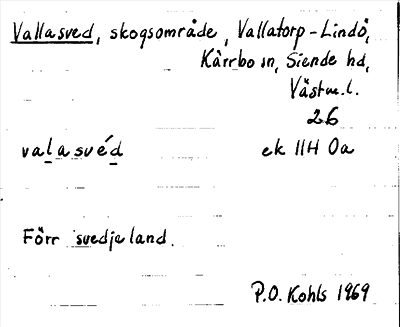 Vallasved, skogsområde, Vallatorp-Lindö,
Kärrbo sn, Siende hd,
Västm.l.
26
valasvéd ek 11H 0a
Förr svedjeland.
P.O. Kohls 1969